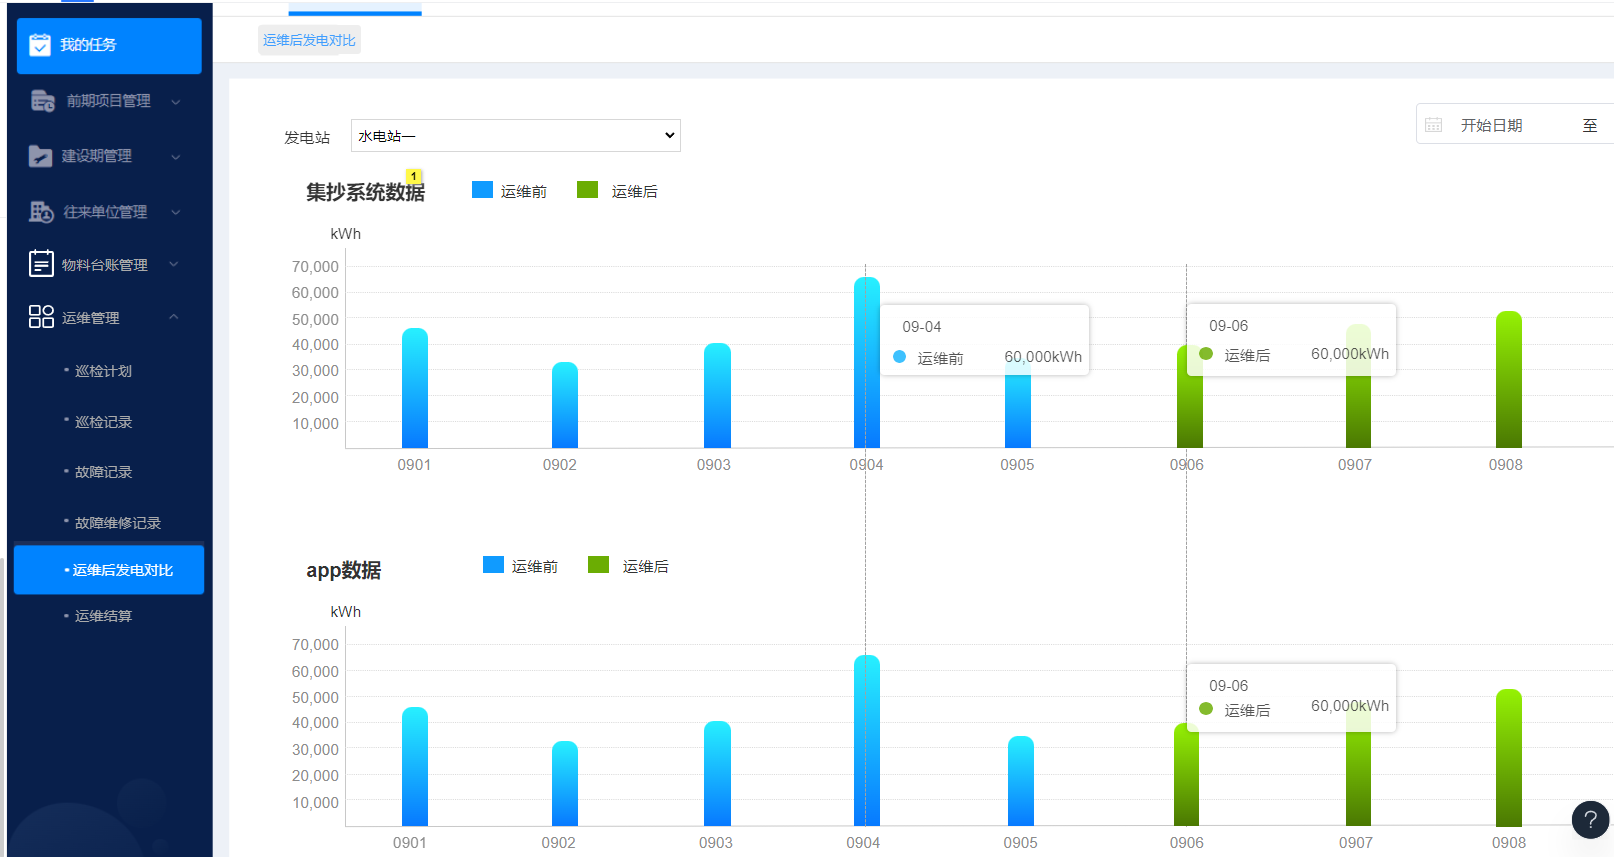 我的任务
前期项目管理
建设期管理
往来单位管理
物料台账管理
运维管理
巡检计划
巡检记录
故障记录
故障维修记录
运维后发电对比
运维结算
运维后发电对比
发电站 水电站一
开始日期 至
集抄系统数据 1 运维前 运维后
kWh
70,000
60,000
50,000
40,000
30,000
20,000
10,000
09-04
运维前 60,000kWh
09-06
运维后 60,000kWh
0901 0902 0903 0904 0905 0906 0907 0908
app数据 运维前 运维后
kWh
70,000
60,000
50,000
40,000
30,000
20,000
10,000
09-06
运维后 60,000kWh
0901 0902 0903 0904 0905 0906 0907 0908
?